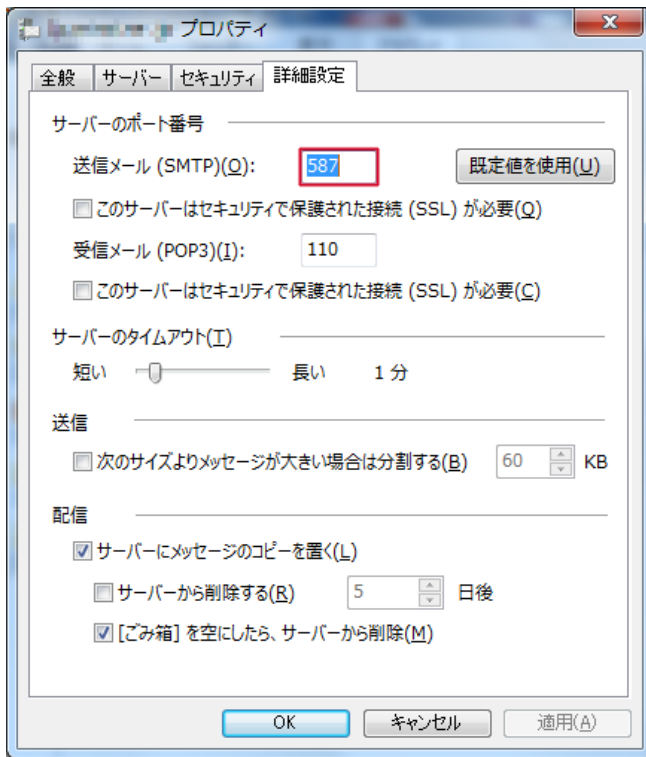 プロパティ
全般 サーバー セキュリティ 詳細設定
サーバーのポート番号
送信メール (SMTP)(O): 587 既定値を使用(U)
このサーバーはセキュリティで保護された接続 (SSL) が必要(Q)
受信メール (POP3)(I): 110
このサーバーはセキュリティで保護された接続 (SSL) が必要(C)
サーバーのタイムアウト(T)
短い 長い 1 分
送信
次のサイズよりメッセージが大きい場合は分割する(B) 60 KB
配信
サーバーにメッセージのコピーを置く(L)
サーバーから削除する(R) 5 日後
[ごみ箱] を空にしたら、サーバーから削除(M)
OK キャンセル 適用(A)